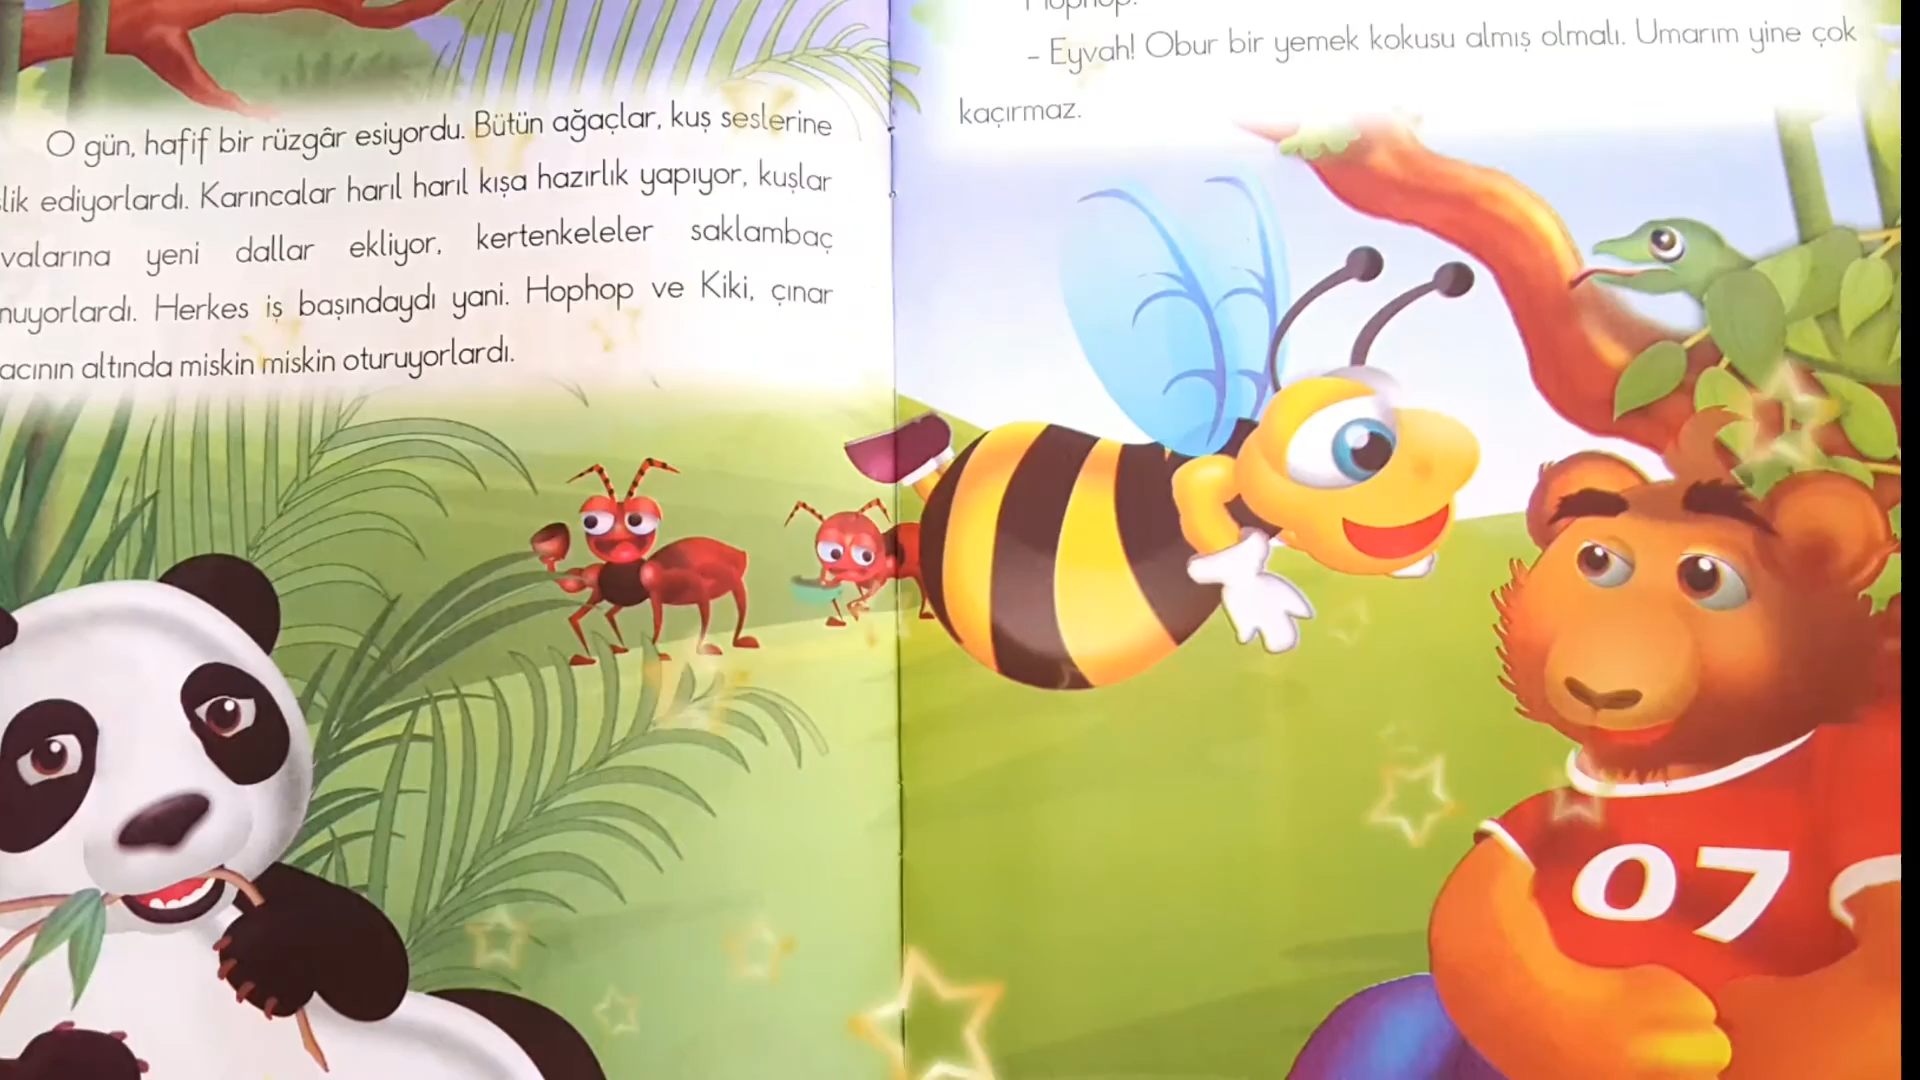 O gün, hafif bir rüzgâr esiyordu. Bütün ağaçlar, kuş seslerine
lik ediyorlardı. Karıncalar harıl harıl kışa hazırlık yapıyor, kuşlar
valarına yeni dallar ekliyor, kertenkeleler saklambaç
nuyorlardı. Herkes iş başındaydı yani. Hophop ve Kiki, çınar
acının altında miskin miskin oturuyorlardı.
Hophop:
– Eyvah! Obur bir yemek kokusu almış olmalı. Umarım yine çok
kaçırmaz.
07